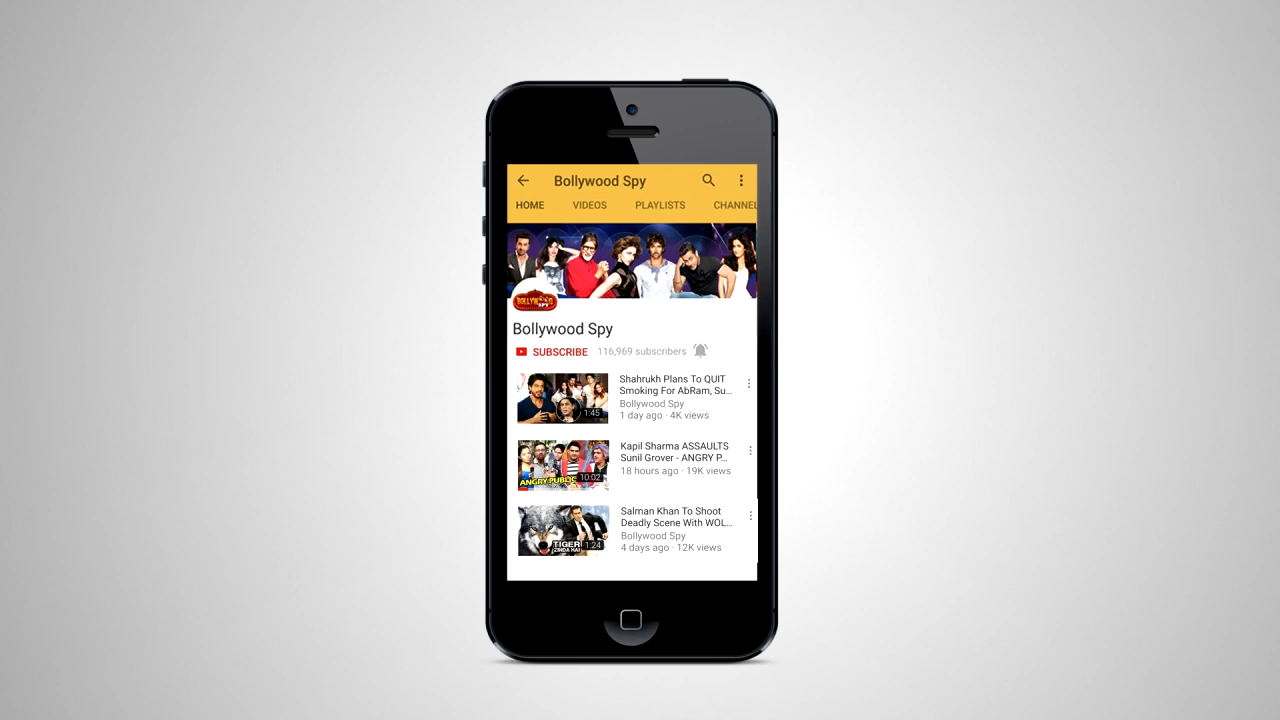 Bollywood Spy
HOME VIDEOS PLAYLISTS CHANNEL
BOLLYWOOD
SPY
Bollywood Spy
SUBSCRIBE 116,969 subscribers
Shahrukh Plans To QUIT
Smoking For AbRam, Su...
Bollywood Spy
1 day ago · 4K views
1:45
Kapil Sharma ASSAULTS
Sunil Grover - ANGRY P...
18 hours ago · 19K views
ANGRY PUBLIC
10:02
Salman Khan To Shoot
Deadly Scene With WOL...
Bollywood Spy
4 days ago · 12K views
TIGER
ZINDA HAI
1:24